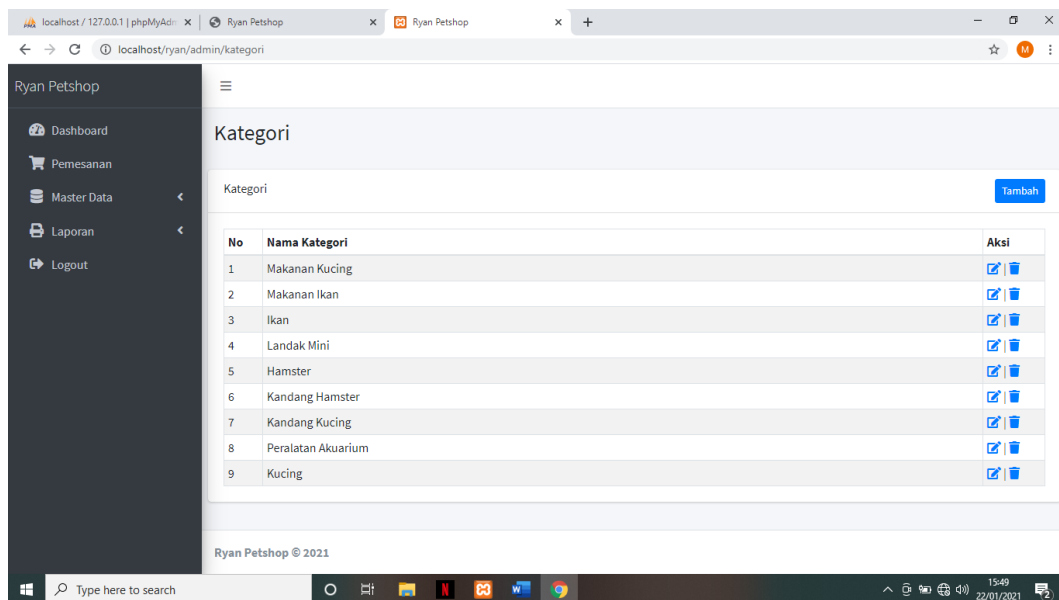 localhost / 127.0.0.1 | phpMyAdm
Ryan Petshop
Ryan Petshop
localhost/ryan/admin/kategori
M
Ryan Petshop
Dashboard
Pemesanan
Master Data
Laporan
Logout
Kategori
Kategori
Tambah
No Nama Kategori Aksi
1 Makanan Kucing |
2 Makanan Ikan |
3 Ikan |
4 Landak Mini |
5 Hamster |
6 Kandang Hamster |
7 Kandang Kucing |
8 Peralatan Akuarium |
9 Kucing |
Ryan Petshop © 2021
Type here to search
15:49
22/01/2021